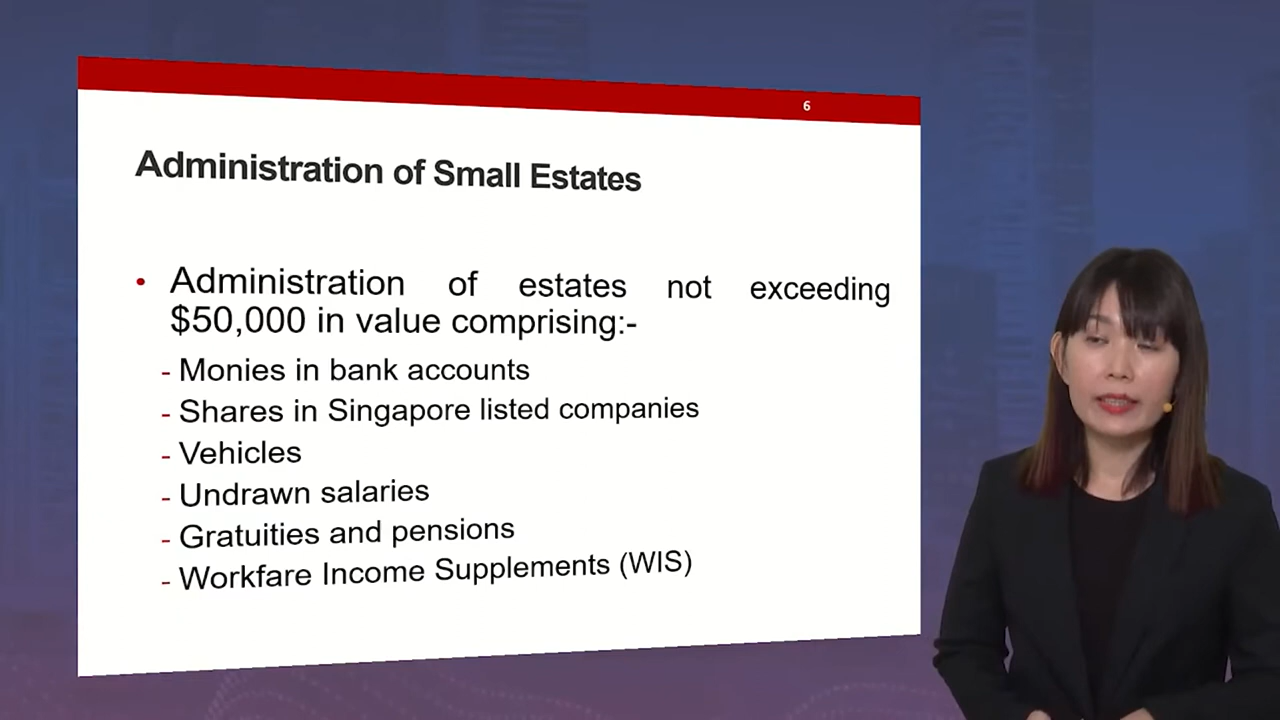 6
Administration of Small Estates
• Administration of estates not exceeding
$50,000 in value comprising:-
- Monies in bank accounts
- Shares in Singapore listed companies
- Vehicles
- Undrawn salaries
- Gratuities and pensions
- Workfare Income Supplements (WIS)